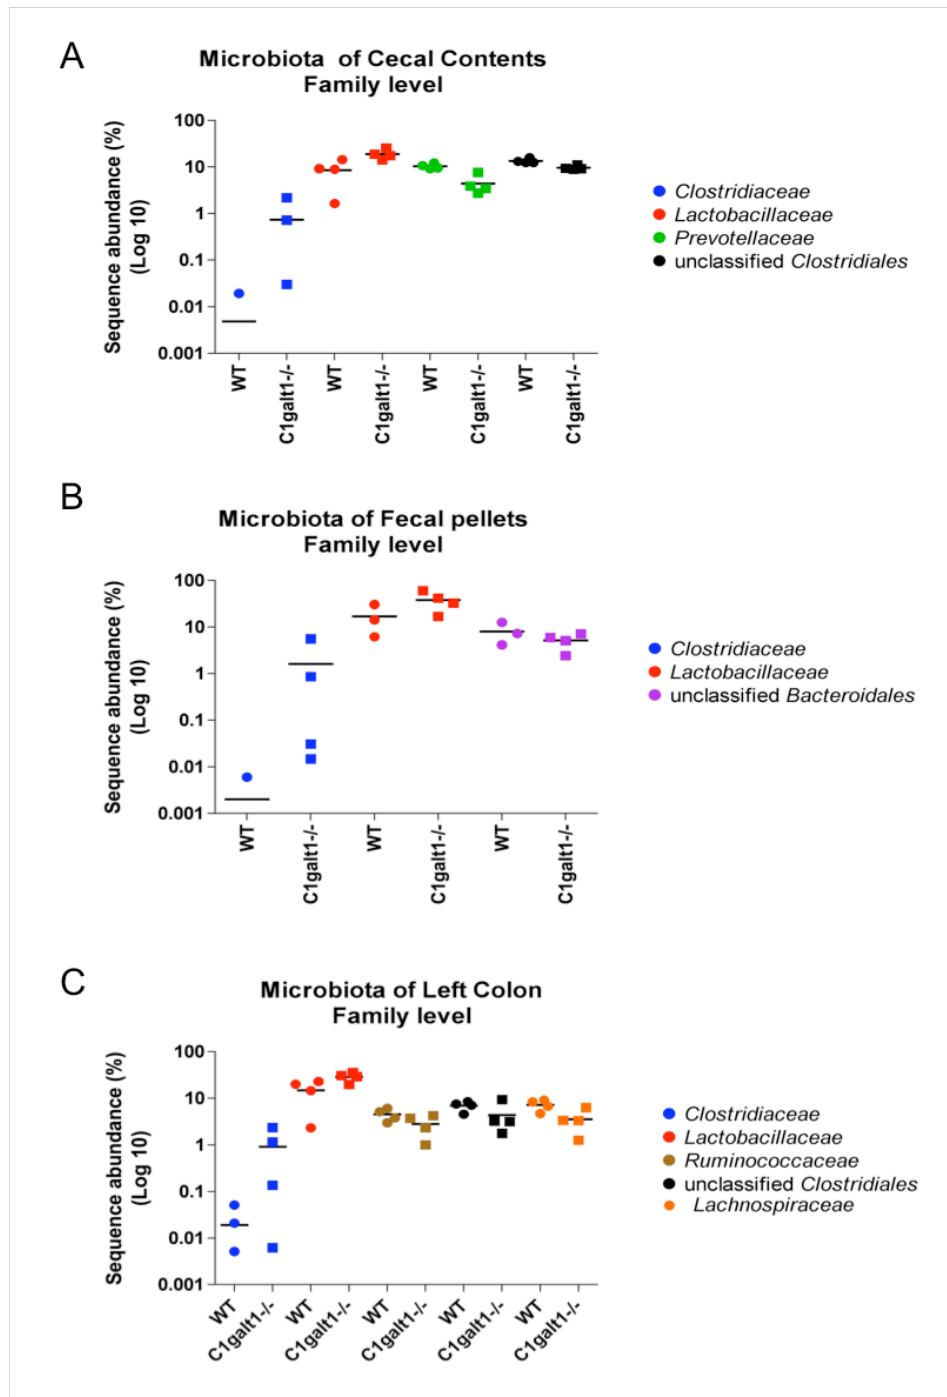 A
Microbiota of Cecal Contents
Family level
Sequence abundance (%)
(Log 10)
100
10
1
0.1
0.01
0.001
WT
C1galt1-/-
WT
C1galt1-/-
WT
C1galt1-/-
WT
C1galt1-/-
Clostridiaceae
Lactobacillaceae
Prevotellaceae
unclassified Clostridiales
B
Microbiota of Fecal pellets
Family level
Sequence abundance (%)
(Log 10)
100
10
1
0.1
0.01
0.001
WT
C1galt1-/-
WT
C1galt1-/-
WT
C1galt1-/-
Clostridiaceae
Lactobacillaceae
unclassified Bacteroidales
C
Microbiota of Left Colon
Family level
Sequence abundance (%)
(Log 10)
100
10
1
0.1
0.01
0.001
WT
C1galt1-/-
WT
C1galt1-/-
WT
C1galt1-/-
WT
C1galt1-/-
WT
C1galt1-/-
Clostridiaceae
Lactobacillaceae
Ruminococcaceae
unclassified Clostridiales
Lachnospiraceae